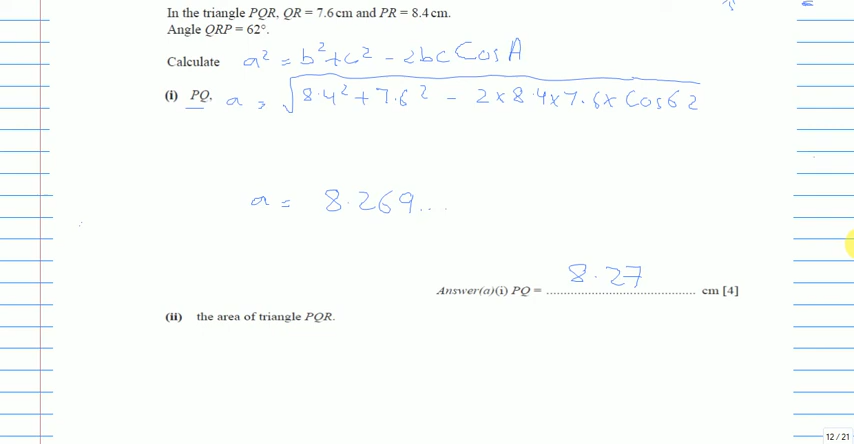 In the triangle PQR, QR = 7.6 cm and PR = 8.4 cm.
Angle QRP = 62°.
Calculate a² = b² + c² - 2bc Cos A
(i) PQ, a = √8.4² + 7.6² - 2 × 8.4 × 7.6 × Cos 62
a = 8.269...
8.27
Answer(a)(i) PQ = ........................................ cm [4]
(ii) the area of triangle PQR.
12 / 21